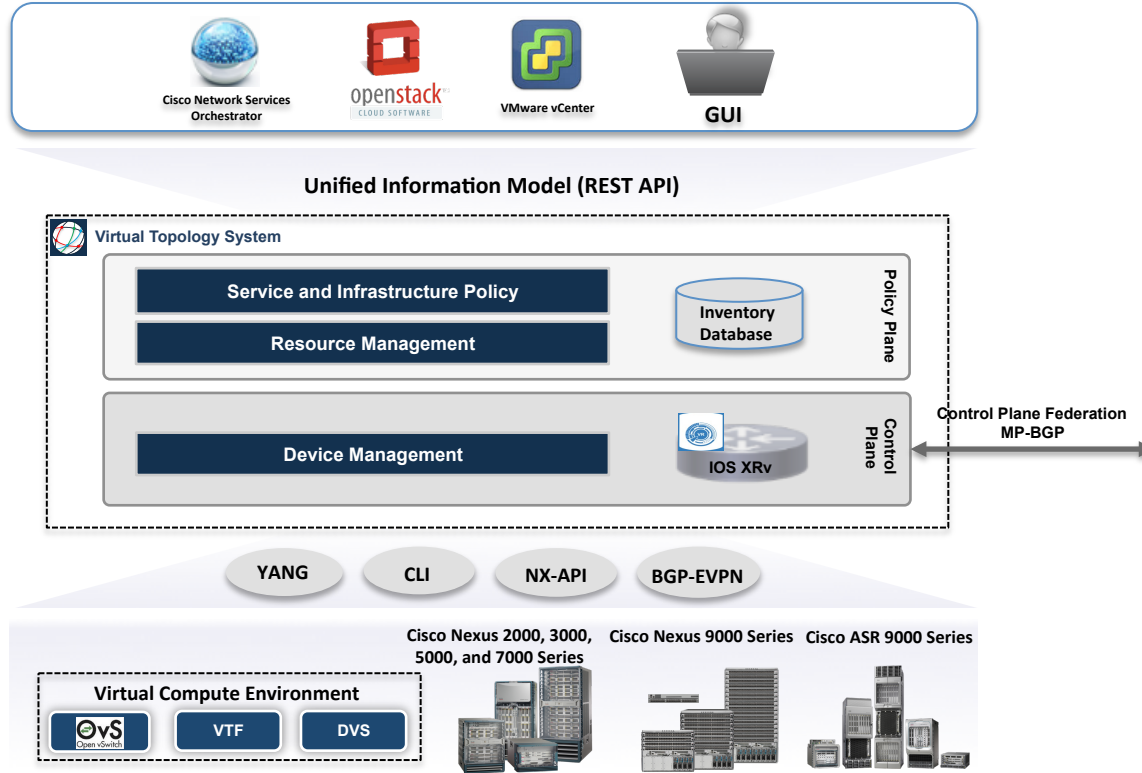 Cisco Network Services
Orchestrator
openstack
CLOUD SOFTWARE
VMware vCenter
GUI
Unified Information Model (REST API)
Virtual Topology System
Service and Infrastructure Policy
Resource Management
Inventory
Database
Policy Plane
Device Management
IOS XRv
Control
Plane
Control Plane Federation
MP-BGP
YANG
CLI
NX-API
BGP-EVPN
Cisco Nexus 2000, 3000,
5000, and 7000 Series
Cisco Nexus 9000 Series
Cisco ASR 9000 Series
Virtual Compute Environment
OvS
Open vSwitch
VTF
DVS